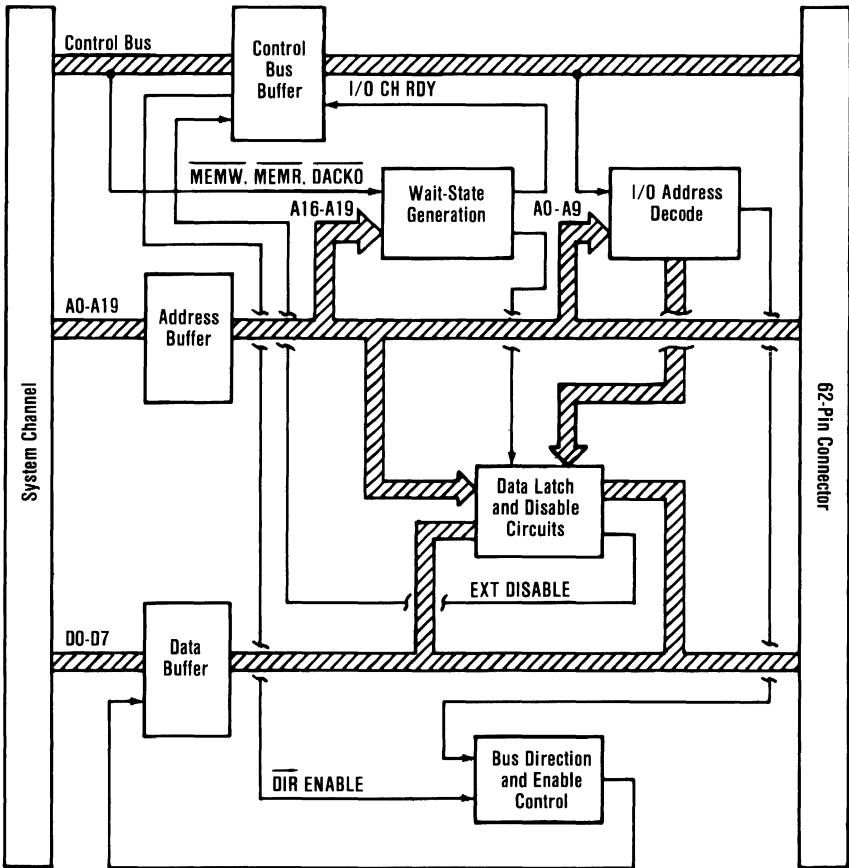 Control Bus
Control
Bus
Buffer
I/O CH RDY
MEMW, MEMR, DACKO
Wait-State
Generation
I/O Address
Decode
A16-A19
A0-A9
A0-A19
Address
Buffer
System Channel
62-Pin Connector
Data Latch
and Disable
Circuits
EXT DISABLE
D0-D7
Data
Buffer
Bus Direction
and Enable
Control
DIR ENABLE